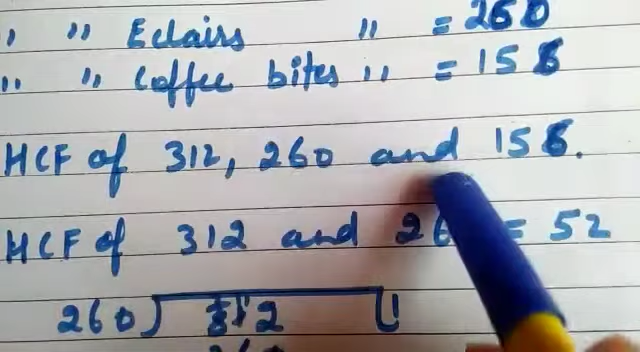 ,, ,, Eclairs ,, = 260
,, ,, Coffee bites ,, = 156
HCF of 312, 260 and 156.
HCF of 312 and 26 = 52
260) 312 (1